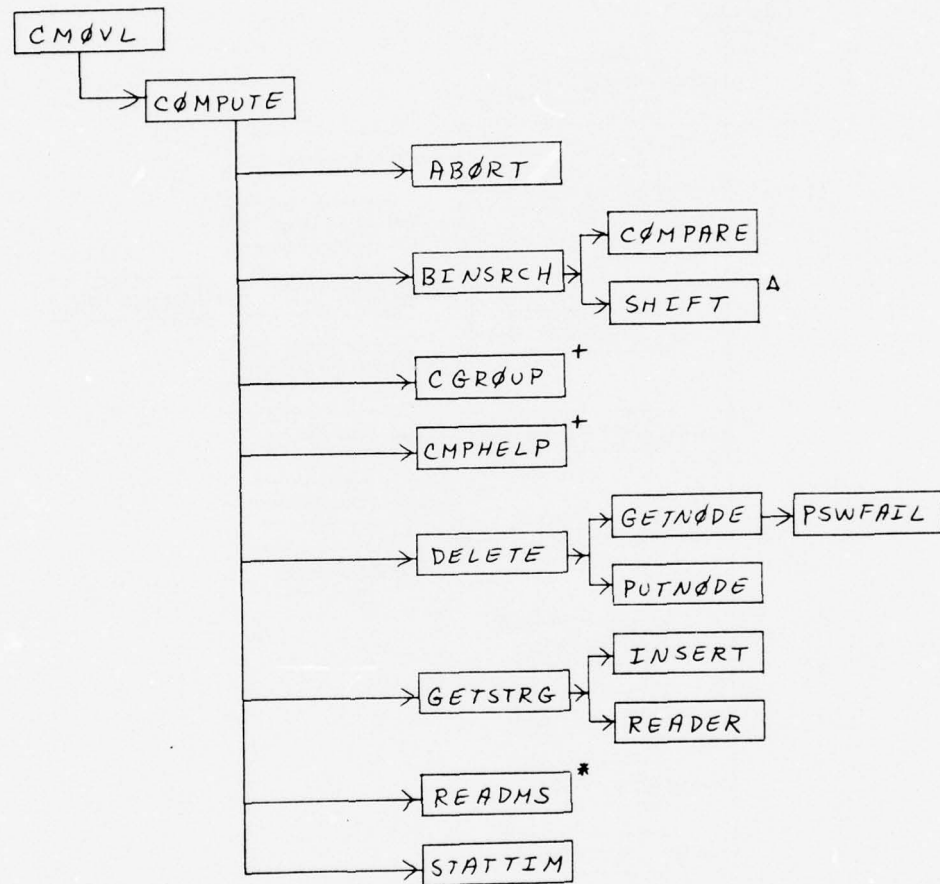 CMØVL
CØMPUTE
ABØRT
BINSRCH
CØMPARE
SHIFT Δ
CGRØUP +
CMPHELP +
DELETE
GETNØDE
PSWFAIL
PUTNØDE
GETSTRG
INSERT
READER
READMS *
STATTIM